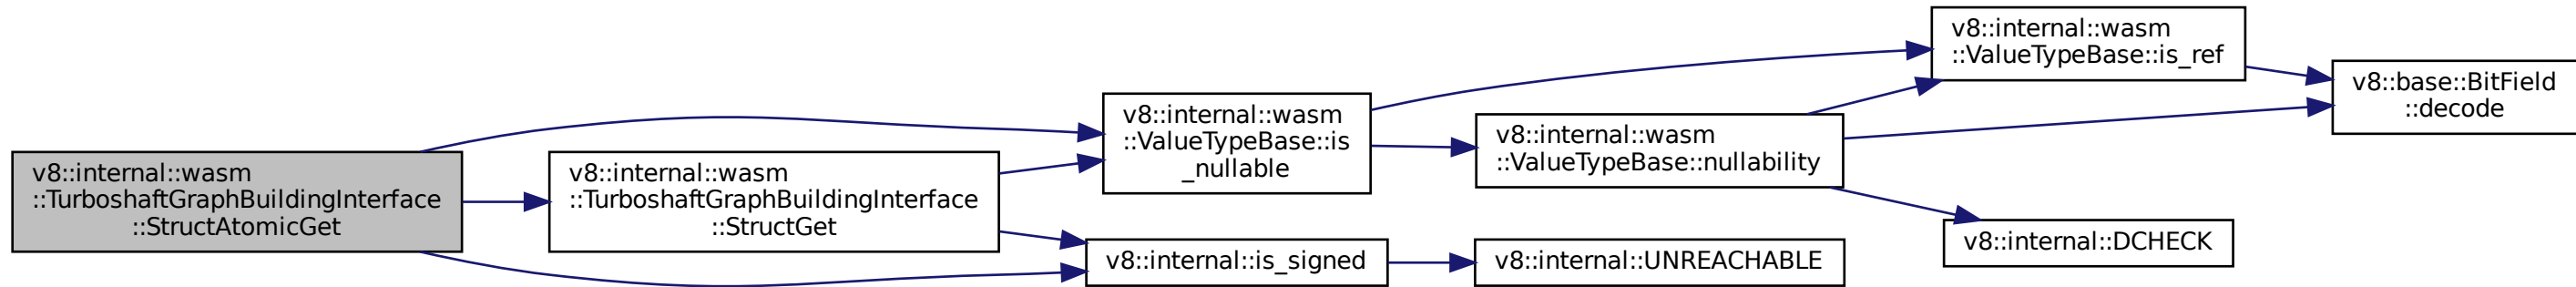 v8::internal::wasm
::TurboshaftGraphBuildingInterface
::StructAtomicGet
v8::internal::wasm
::TurboshaftGraphBuildingInterface
::StructGet
v8::internal::wasm
::ValueTypeBase::is
_nullable
v8::internal::is_signed
v8::internal::wasm
::ValueTypeBase::nullability
v8::internal::UNREACHABLE
v8::internal::wasm
::ValueTypeBase::is_ref
v8::internal::DCHECK
v8::base::BitField
::decode